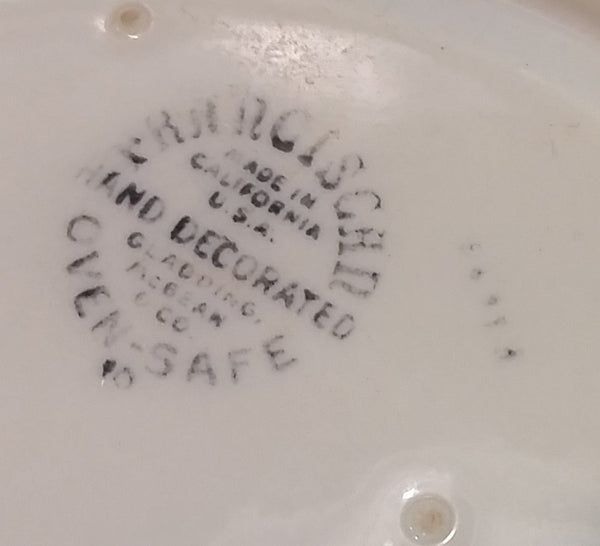 FRANCISCAN
MADE IN
CALIFORNIA
U.S.A.
HAND DECORATED
GLADDING,
McBEAN
& CO.
OVEN-SAFE